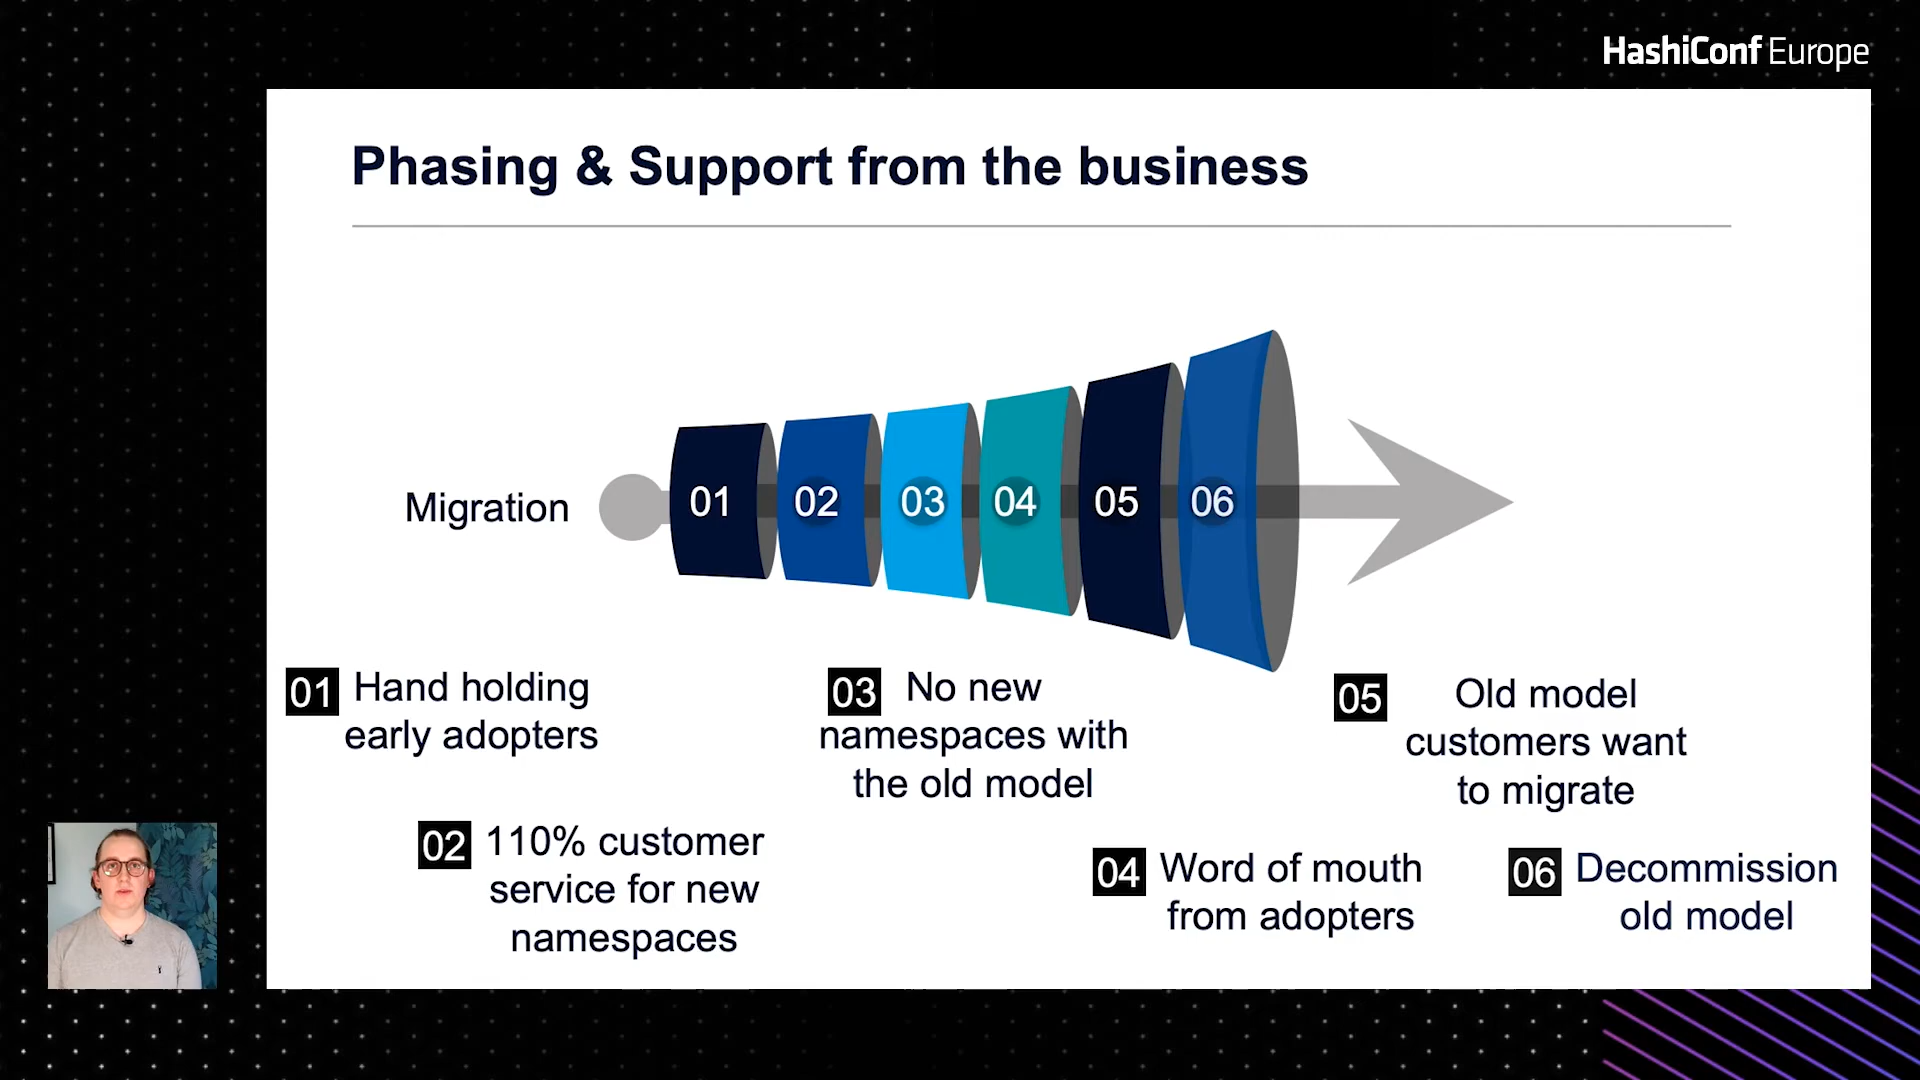 HashiConf Europe
Phasing & Support from the business
Migration
01
02
03
04
05
06
01 Hand holding
early adopters
02 110% customer
service for new
namespaces
03 No new
namespaces with
the old model
04 Word of mouth
from adopters
05 Old model
customers want
to migrate
06 Decommission
old model